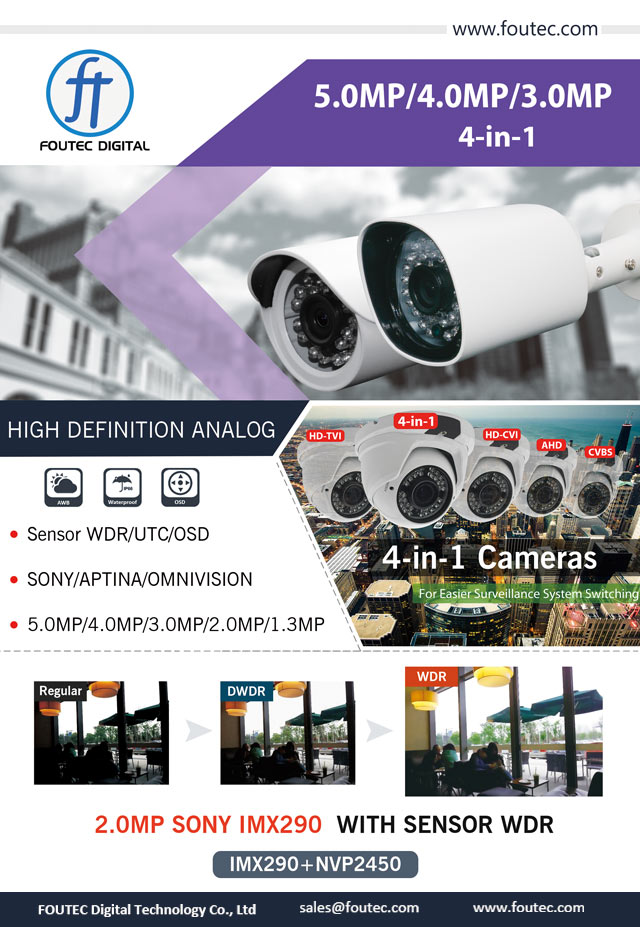 www.foutec.com
fT
FOUTEC DIGITAL
5.0MP/4.0MP/3.0MP
4-in-1
HIGH DEFINITION ANALOG
AWB
IP66
Waterproof
OSD
• Sensor WDR/UTC/OSD
• SONY/APTINA/OMNIVISION
• 5.0MP/4.0MP/3.0MP/2.0MP/1.3MP
HD-TVI
4-in-1
HD-CVI
AHD
CVBS
4-in-1 Cameras
For Easier Surveillance System Switching
Regular
DWDR
WDR
2.0MP SONY IMX290 WITH SENSOR WDR
IMX290+NVP2450
FOUTEC Digital Technology Co., Ltd
sales@foutec.com
www.foutec.com